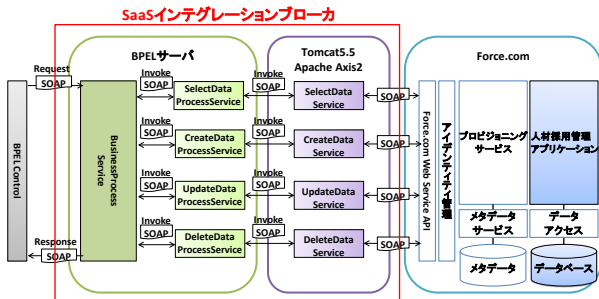 SaaSインテグレーションブローカ
BPELサーバ
Tomcat5.5
Apache Axis2
Force.com
Request
SOAP
BPEL Control
Response
SOAP
BusinessProcess
Service
Invoke
SOAP
SelectData
ProcessService
Invoke
SOAP
SelectData
Service
SOAP
Invoke
SOAP
CreateData
ProcessService
Invoke
SOAP
CreateData
Service
SOAP
Invoke
SOAP
UpdateData
ProcessService
Invoke
SOAP
UpdateData
Service
SOAP
Invoke
SOAP
DeleteData
ProcessService
Invoke
SOAP
DeleteData
Service
SOAP
Force.com Web Service API
アイデンティティ管理
プロビジョニング
サービス
人材採用管理
アプリケーション
メタデータ
サービス
データ
アクセス
メタデータ
データベース